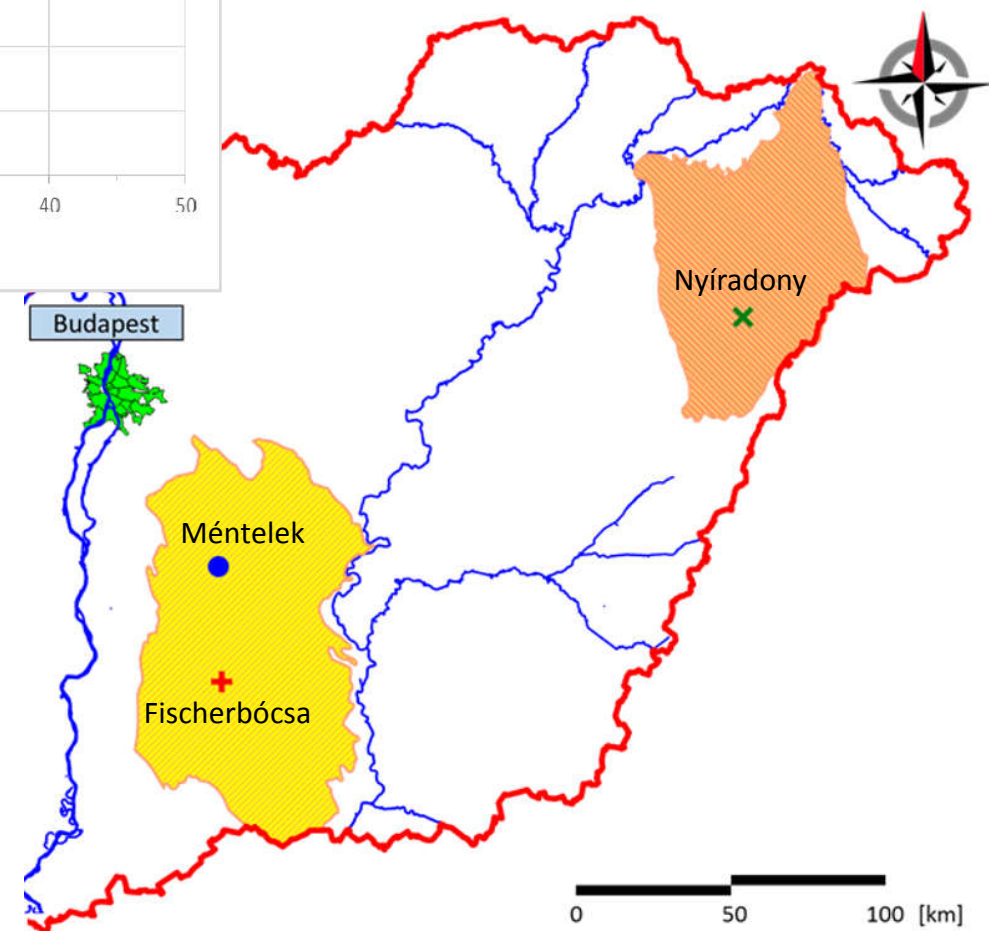 40 50
Nyíradony
Budapest
Méntelek
Fischerbócsa
0 50 100 [km]